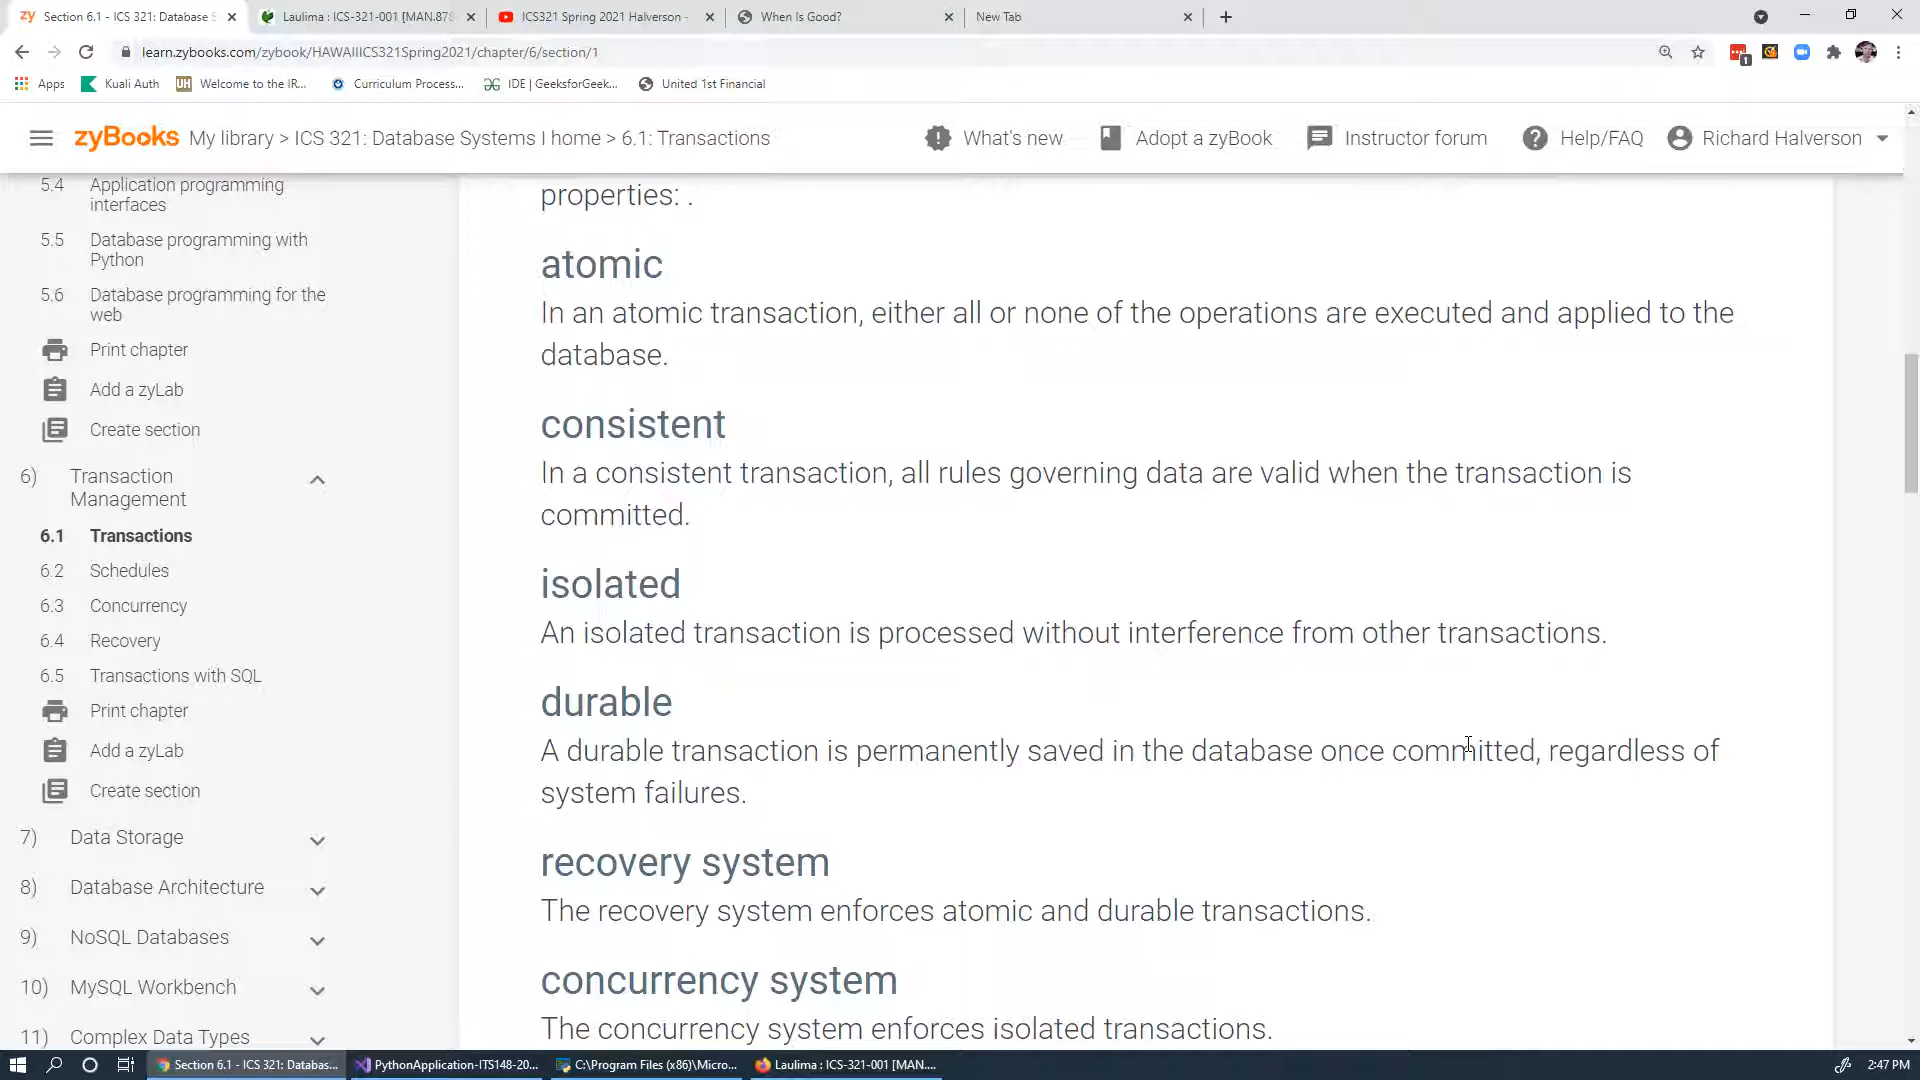 Section 6.1 - ICS 321: Database S
Laulima : ICS-321-001 [MAN.878
ICS321 Spring 2021 Halverson -
When Is Good?
New Tab
learn.zybooks.com/zybook/HAWAIIICS321Spring2021/chapter/6/section/1
Apps
Kuali Auth
Welcome to the IR...
Curriculum Process...
IDE | GeeksforGeek...
United 1st Financial
zyBooks My library > ICS 321: Database Systems I home > 6.1: Transactions
What's new
Adopt a zyBook
Instructor forum
Help/FAQ
Richard Halverson
5.4 Application programming
interfaces
5.5 Database programming with
Python
5.6 Database programming for the
web
Print chapter
Add a zyLab
Create section
6) Transaction
Management
6.1 Transactions
6.2 Schedules
6.3 Concurrency
6.4 Recovery
6.5 Transactions with SQL
Print chapter
Add a zyLab
Create section
7) Data Storage
8) Database Architecture
9) NoSQL Databases
10) MySQL Workbench
11) Complex Data Types
properties: .
atomic
In an atomic transaction, either all or none of the operations are executed and applied to the
database.
consistent
In a consistent transaction, all rules governing data are valid when the transaction is
committed.
isolated
An isolated transaction is processed without interference from other transactions.
durable
A durable transaction is permanently saved in the database once committed, regardless of
system failures.
recovery system
The recovery system enforces atomic and durable transactions.
concurrency system
The concurrency system enforces isolated transactions.
Section 6.1 - ICS 321: Databas...
PythonApplication-ITS148-20...
C:\Program Files (x86)\Micro...
Laulima : ICS-321-001 [MAN....
2:47 PM